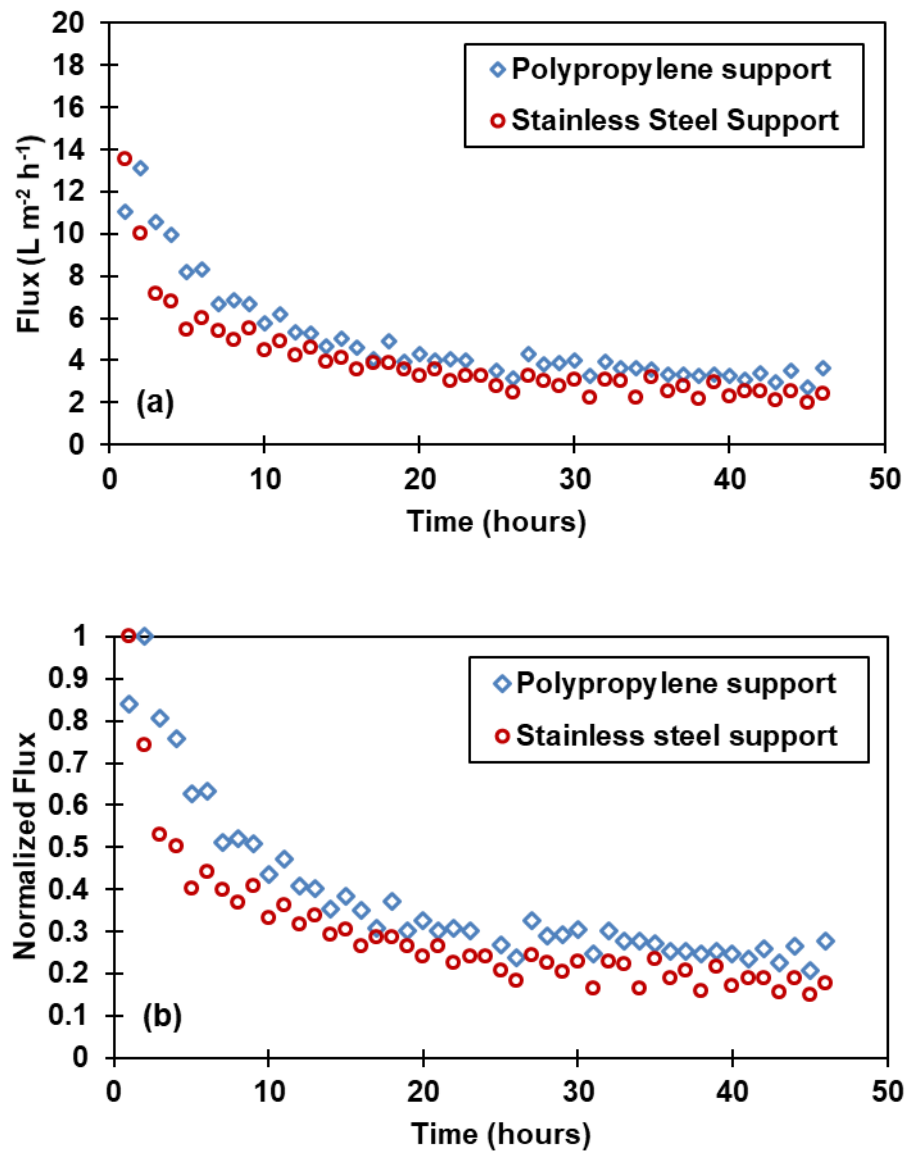 20
18
16
14
12
10
8
6
4
2
0
Flux (L m⁻² h⁻¹)
Polypropylene support
Stainless Steel Support
(a)
0 10 20 30 40 50
Time (hours)
1
0.9
0.8
0.7
0.6
0.5
0.4
0.3
0.2
0.1
0
Normalized Flux
Polypropylene support
Stainless steel support
(b)
0 10 20 30 40 50
Time (hours)